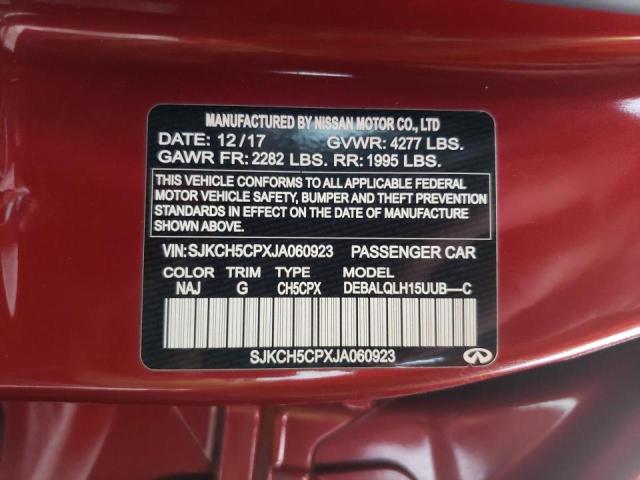 MANUFACTURED BY NISSAN MOTOR CO., LTD
DATE: 12/17 GVWR: 4277 LBS.
GAWR FR: 2282 LBS. RR: 1995 LBS.
THIS VEHICLE CONFORMS TO ALL APPLICABLE FEDERAL
MOTOR VEHICLE SAFETY, BUMPER AND THEFT PREVENTION
STANDARDS IN EFFECT ON THE DATE OF MANUFACTURE
SHOWN ABOVE.
VIN: SJKCH5CPXJA060923 PASSENGER CAR
COLOR TRIM TYPE MODEL
NAJ G CH5CPX DEBALQLH15UUB—C
SJKCH5CPXJA060923